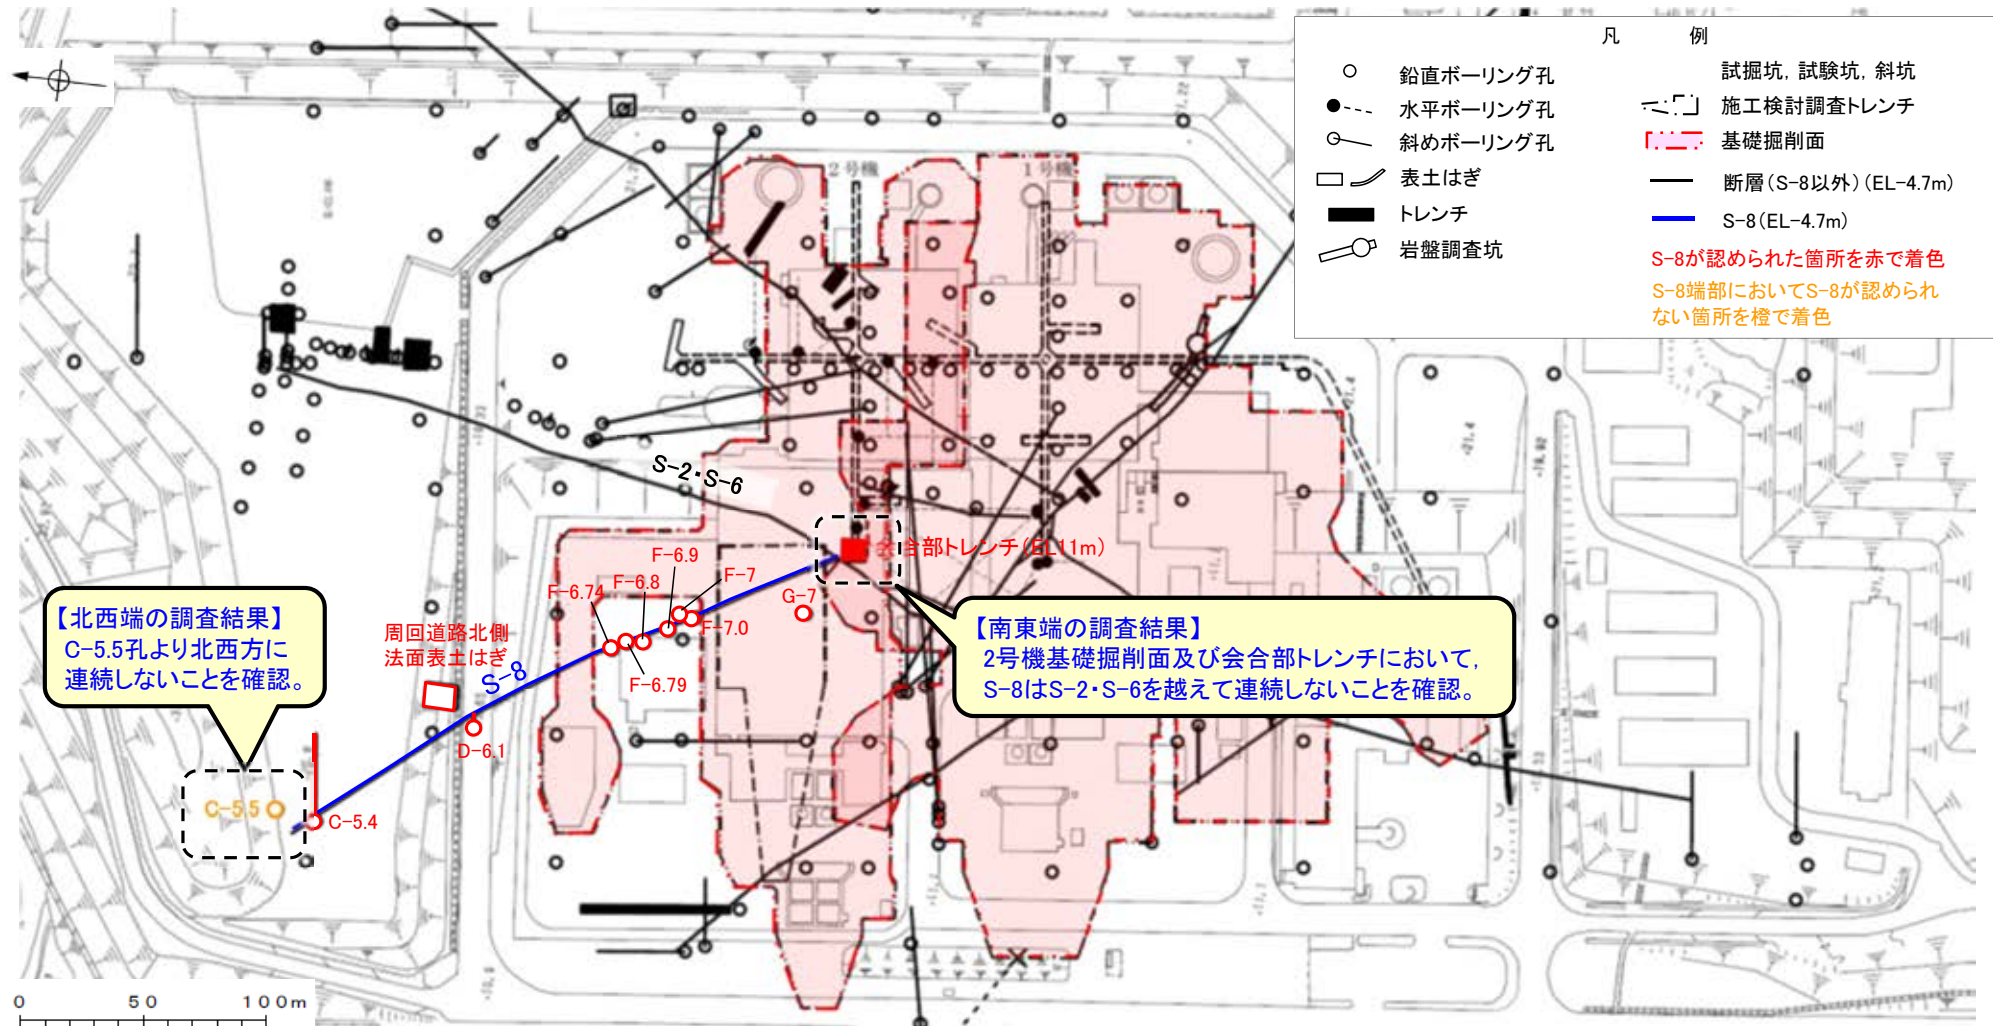 凡 例
鉛直ボーリング孔
水平ボーリング孔
斜めボーリング孔
表土はぎ
トレンチ
岩盤調査坑
試掘坑, 試験坑, 斜坑
施工検討調査トレンチ
基礎掘削面
断層(S-8以外)(EL-4.7m)
S-8(EL-4.7m)
S-8が認められた箇所を赤で着色
S-8端部においてS-8が認められ
ない箇所を橙で着色
2号機
1号機
S-2・S-6
会合部トレンチ(EL11m)
F-6.9
F-7
F-6.8
F-6.74
G-7
F-7.0
F-6.79
周回道路北側
法面表土はぎ
S-8
D-6.1
【北西端の調査結果】
C-5.5孔より北西方に
連続しないことを確認。
【南東端の調査結果】
2号機基礎掘削面及び会合部トレンチにおいて,
S-8はS-2・S-6を越えて連続しないことを確認。
C-5.5
C-5.4
0 50 100m